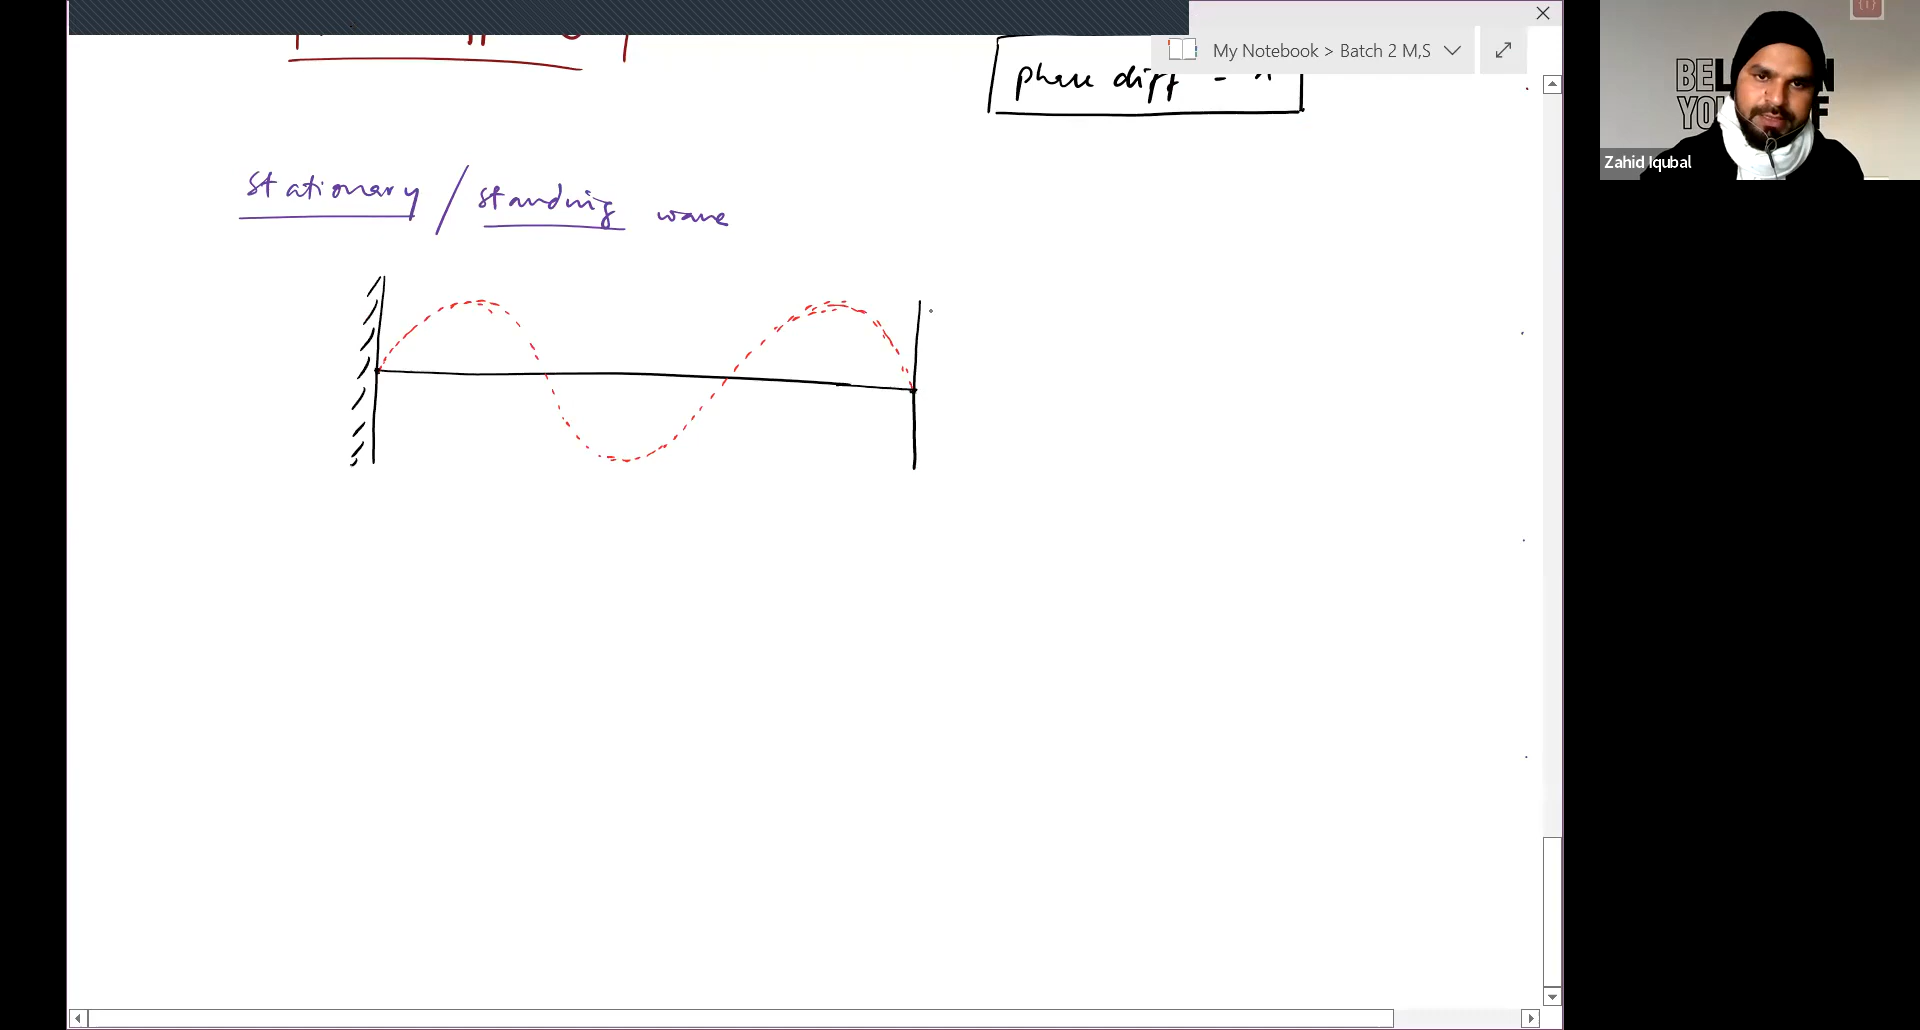 My Notebook > Batch 2 M,S
phase diff =
Stationary / standing wave
Zahid Iqubal